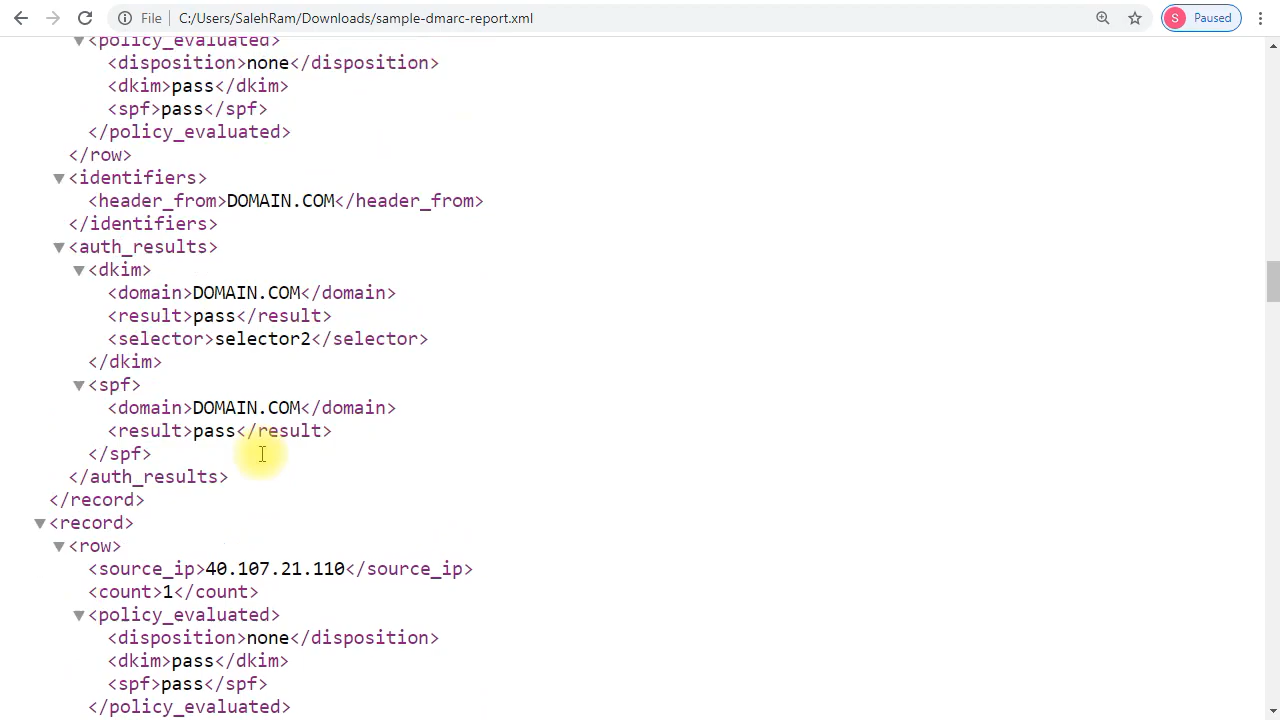 File C:/Users/SalehRam/Downloads/sample-dmarc-report.xml S Paused
▼<policy_evaluated>
<disposition>none</disposition>
<dkim>pass</dkim>
<spf>pass</spf>
</policy_evaluated>
</row>
▼<identifiers>
<header_from>DOMAIN.COM</header_from>
</identifiers>
▼<auth_results>
▼<dkim>
<domain>DOMAIN.COM</domain>
<result>pass</result>
<selector>selector2</selector>
</dkim>
▼<spf>
<domain>DOMAIN.COM</domain>
<result>pass</result>
</spf>
</auth_results>
</record>
▼<record>
▼<row>
<source_ip>40.107.21.110</source_ip>
<count>1</count>
▼<policy_evaluated>
<disposition>none</disposition>
<dkim>pass</dkim>
<spf>pass</spf>
</policy_evaluated>